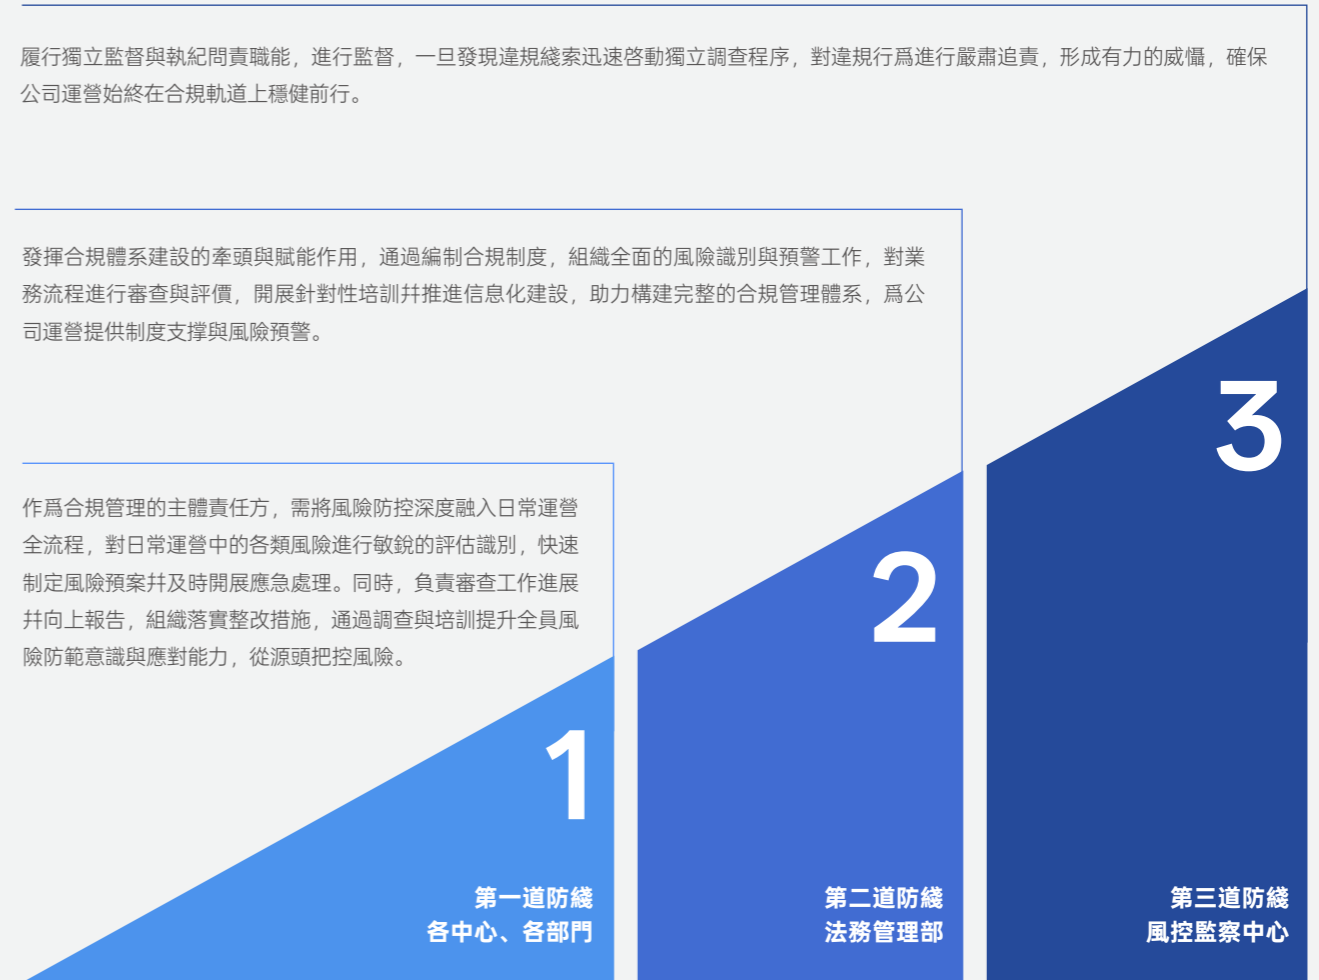 履行獨立監督與執紀問責職能，進行監督，一旦發現違規綫索迅速啓動獨立調查程序，對違規行爲進行嚴肅追責，形成有力的威懾，確保
公司運營始終在合規軌道上穩健前行。
發揮合規體系建設的牽頭與賦能作用，通過編制合規制度，組織全面的風險識別與預警工作，對業
務流程進行審查與評價，開展針對性培訓幷推進信息化建設，助力構建完整的合規管理體系，爲公
司運營提供制度支撑與風險預警。
作爲合規管理的主體責任方，需將風險防控深度融入日常運營
全流程，對日常運營中的各類風險進行敏銳的評估識別，快速
制定風險預案幷及時開展應急處理。同時，負責審查工作進展
幷向上報告，組織落實整改措施，通過調查與培訓提升全員風
險防範意識與應對能力，從源頭把控風險。
1
第一道防綫
各中心、各部門
2
第二道防綫
法務管理部
3
第三道防綫
風控監察中心